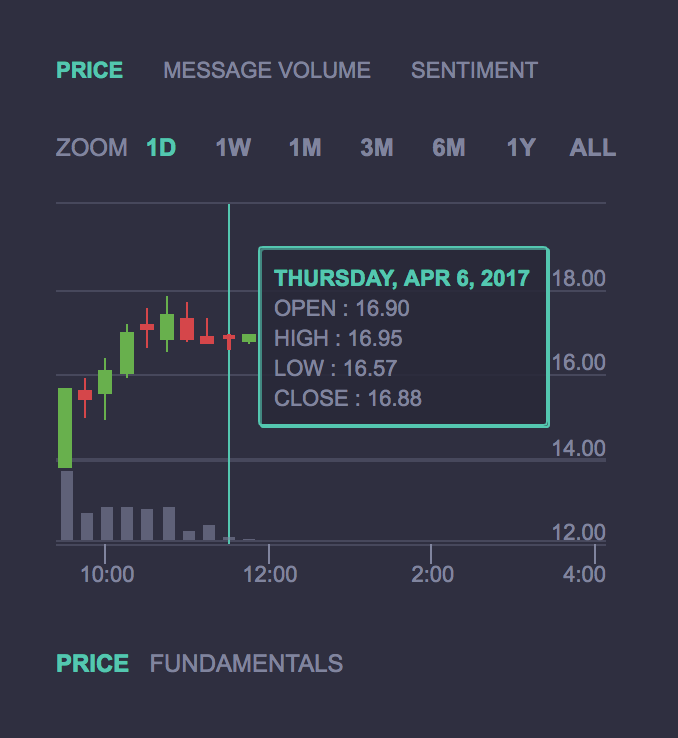 PRICE MESSAGE VOLUME SENTIMENT
ZOOM 1D 1W 1M 3M 6M 1Y ALL
THURSDAY, APR 6, 2017
OPEN : 16.90
HIGH : 16.95
LOW : 16.57
CLOSE : 16.88
18.00
16.00
14.00
12.00
10:00 12:00 2:00 4:00
PRICE FUNDAMENTALS